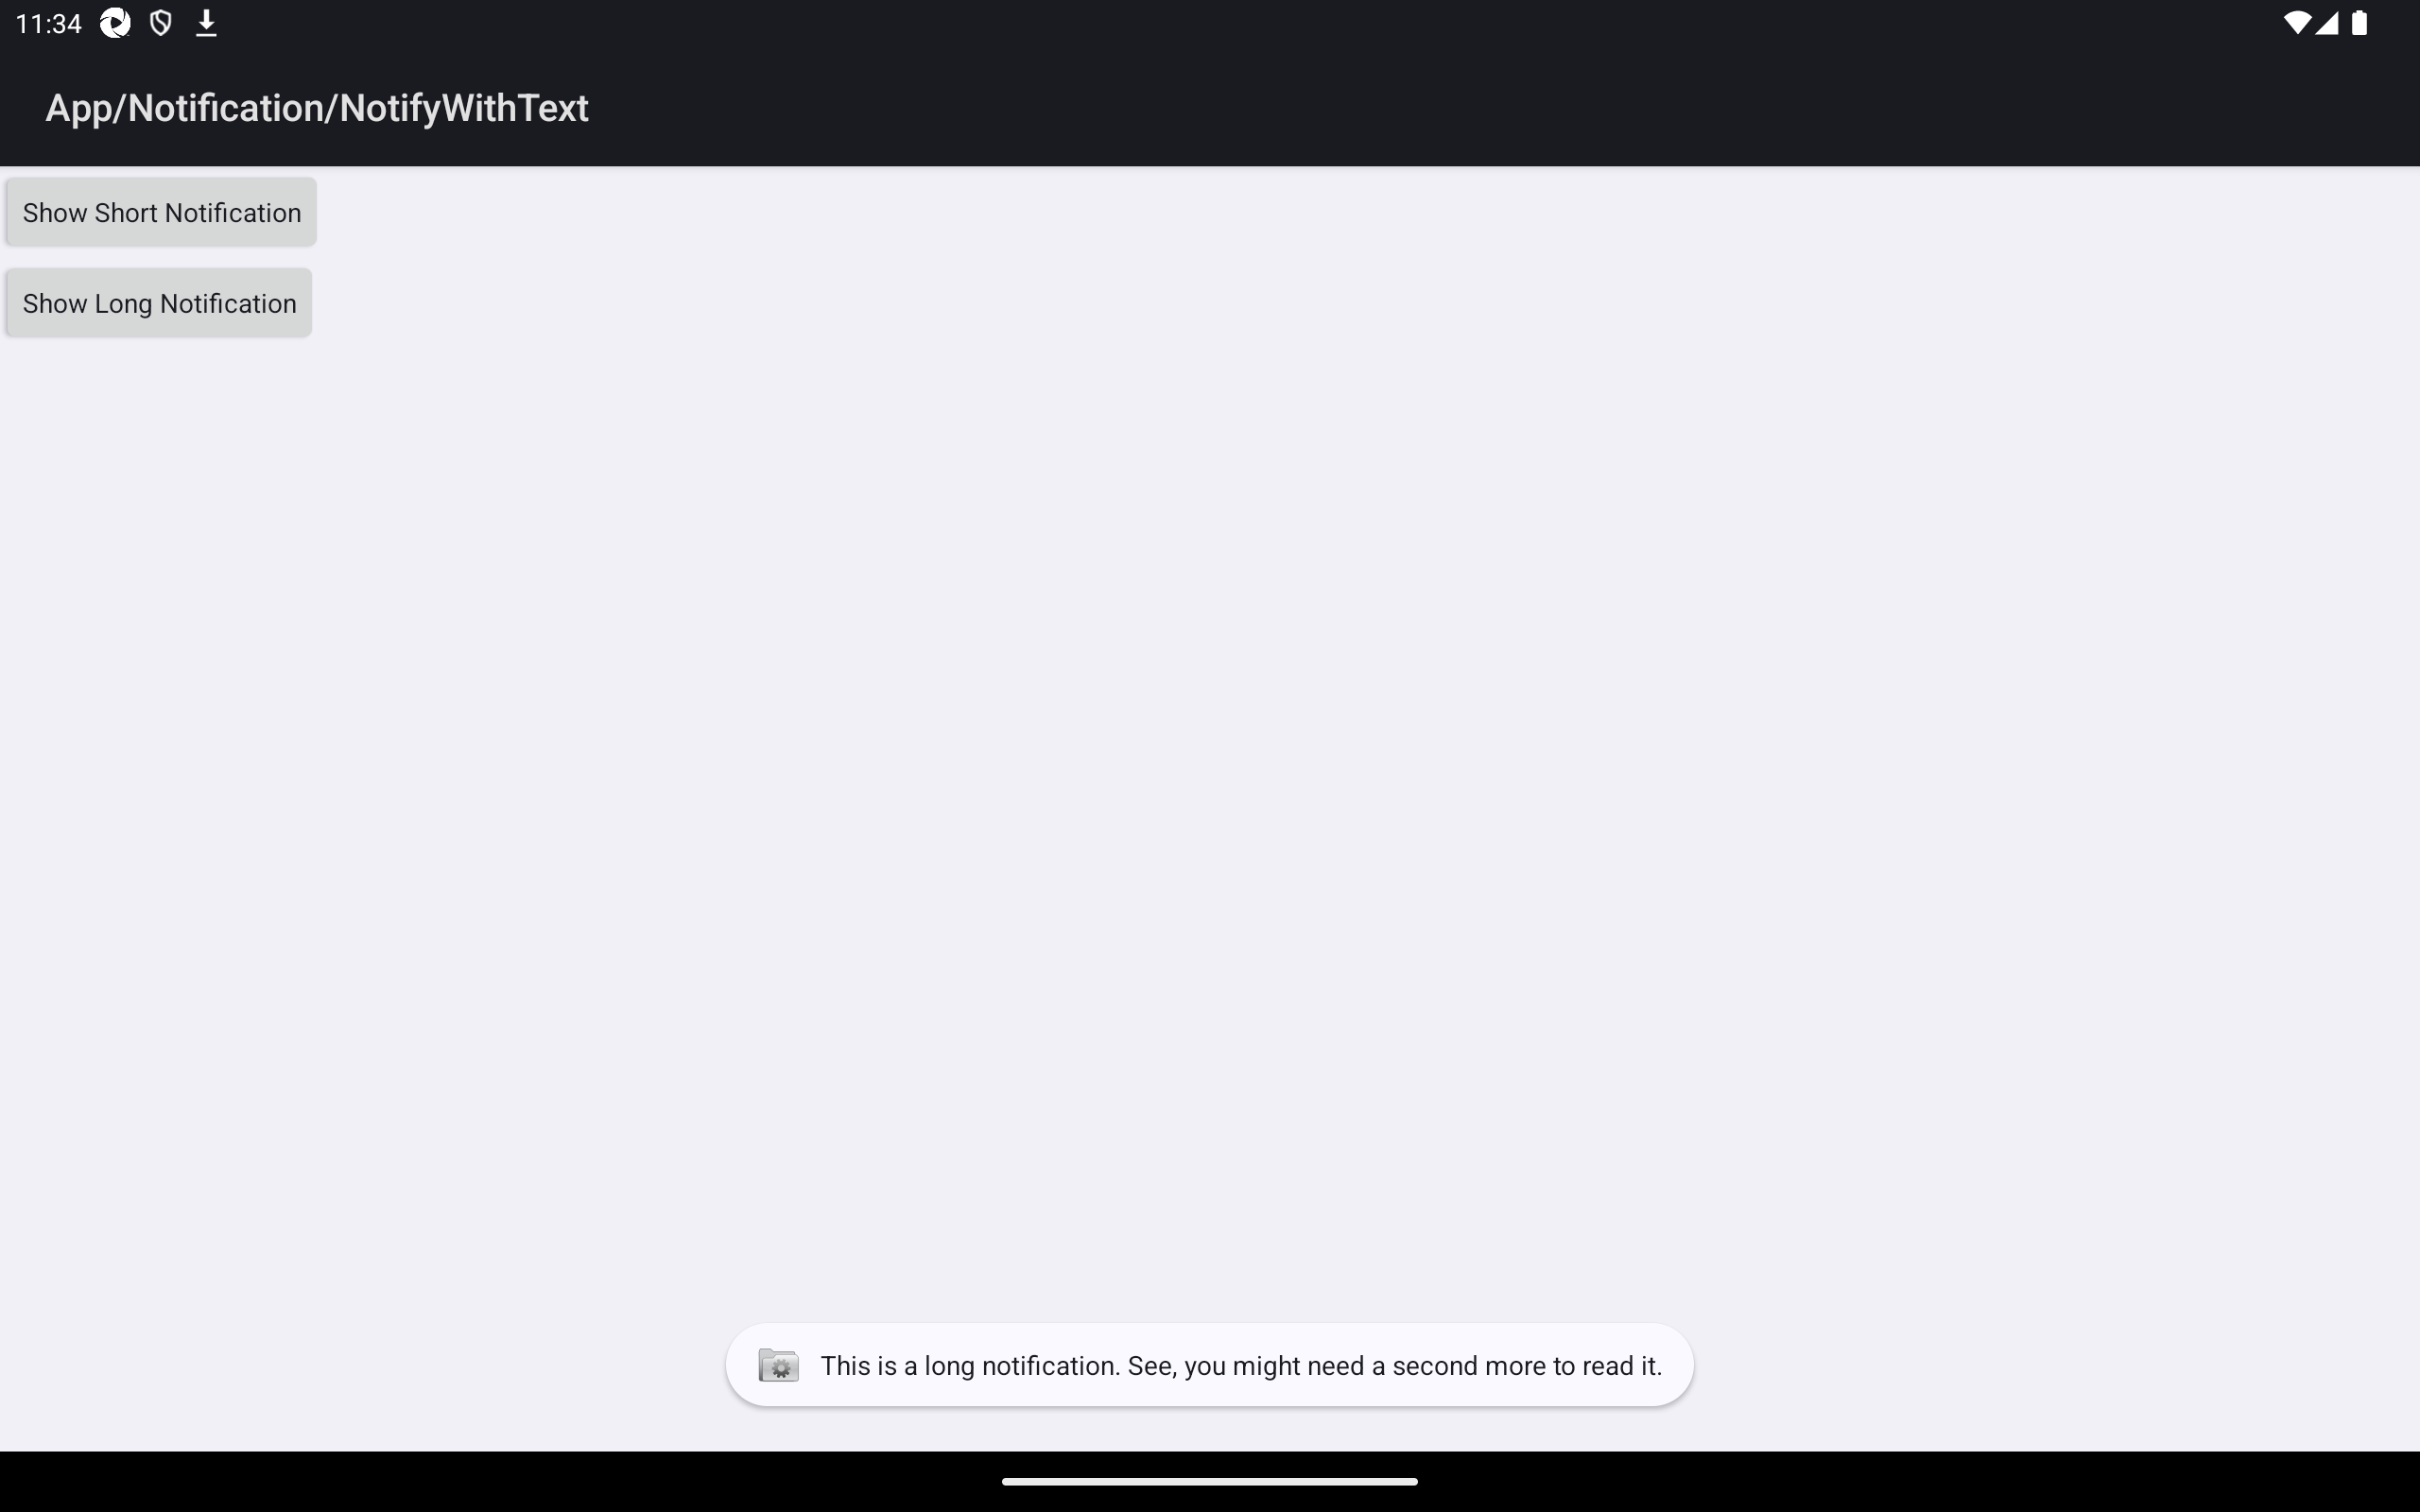 11:34
App/Notification/NotifyWithText
Show Short Notification
Show Long Notification
This is a long notification. See, you might need a second more to read it.